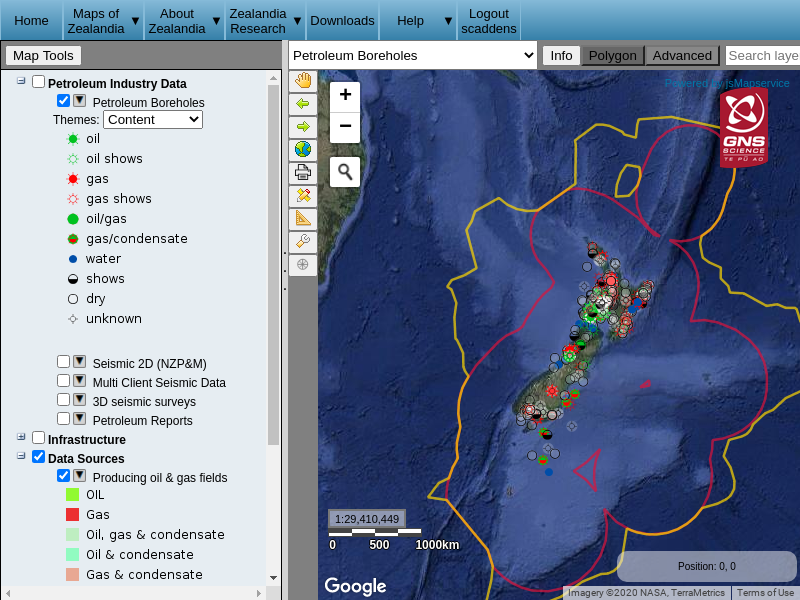 Home
Maps of Zealandia ▼
About Zealandia ▼
Zealandia Research ▼
Downloads
Help ▼
Logout scaddens
Map Tools
Petroleum Boreholes
Info
Polygon
Advanced
Search laye
Petroleum Industry Data
Petroleum Boreholes
Themes: Content
oil
oil shows
gas
gas shows
oil/gas
gas/condensate
water
shows
dry
unknown
Seismic 2D (NZP&M)
Multi Client Seismic Data
3D seismic surveys
Petroleum Reports
Infrastructure
Data Sources
Producing oil & gas fields
OIL
Gas
Oil, gas & condensate
Oil & condensate
Gas & condensate
+
−
Powered by jsMapservice
GNS
SCIENCE
TE PŪ AO
1:29,410,449
0 500 1000km
Google
Position: 0, 0
Imagery ©2020 NASA, TerraMetrics
Terms of Use